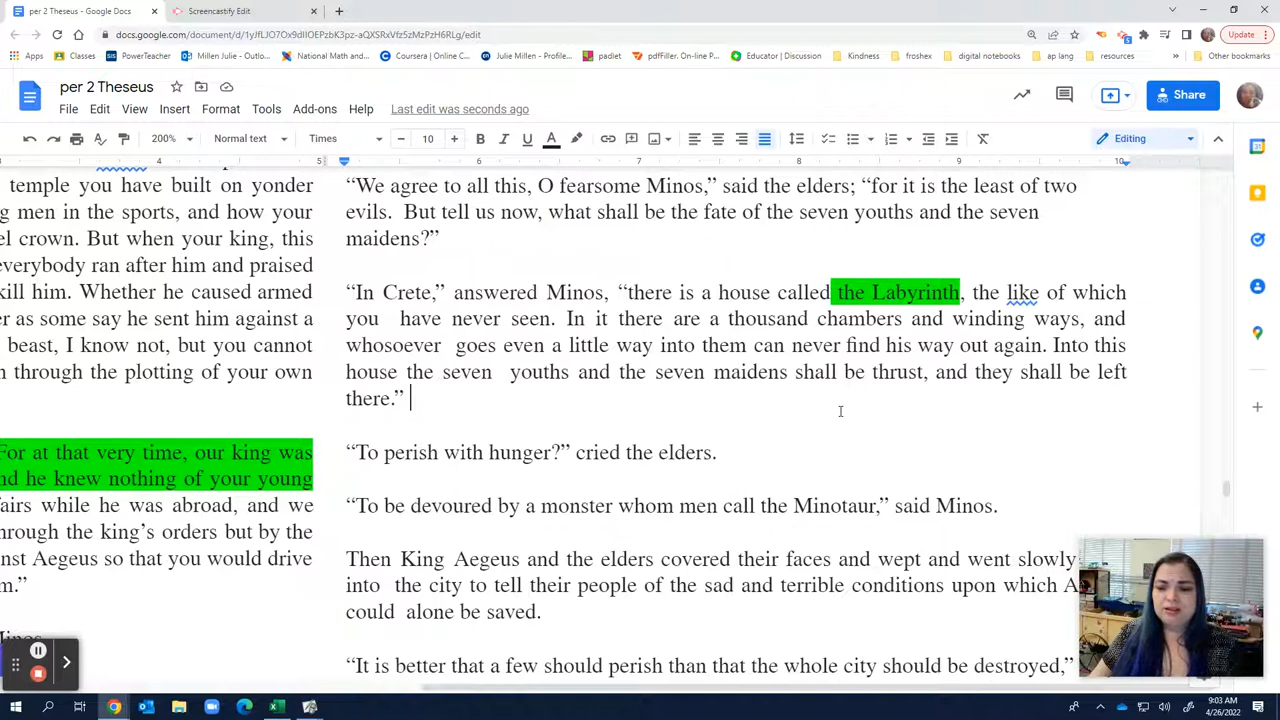 per 2 Theseus - Google Docs
Screencastify
docs.google.com/document/d/1yJfLJO7Ox9dIIOEPzbK3pz-aQXSRxVfz5zMzPzH6RLg/edit
Update
Apps
Classes
PowerTeacher
Millen Julie - Outlo...
National Math and...
Coursera | Online C...
Julie Millen - Profile...
padlet
pdfFiller. On-line P...
Educator | Discovery
Kindness
froshex
digital notebooks
ap lang
resources
Other bookmarks
per 2 Theseus
File Edit View Insert Format Tools Add-ons Help Last edit was seconds ago
Share
200% Normal text Times 10 Editing
5 6 7 8 9 10
temple you have built on yonder
g men in the sports, and how your
el crown. But when your king, this
everybody ran after him and praised
kill him. Whether he caused armed
er as some say he sent him against a
beast, I know not, but you cannot
n through the plotting of your own
For at that very time, our king was
nd he knew nothing of your young
fairs while he was abroad, and we
hrough the king’s orders but by the
nst Aegeus so that you would drive
m.”
Minos
“We agree to all this, O fearsome Minos,” said the elders; “for it is the least of two
evils. But tell us now, what shall be the fate of the seven youths and the seven
maidens?”
“In Crete,” answered Minos, “there is a house called the Labyrinth, the like of which
you have never seen. In it there are a thousand chambers and winding ways, and
whosoever goes even a little way into them can never find his way out again. Into this
house the seven youths and the seven maidens shall be thrust, and they shall be left
there.”
“To perish with hunger?” cried the elders.
“To be devoured by a monster whom men call the Minotaur,” said Minos.
Then King Aegeus and the elders covered their faces and wept and went slowly
into the city to tell their people of the sad and terrible conditions upon which A
could alone be saved.
“It is better that a few should perish than that the whole city should be destroyed,”
9:03 AM
4/26/2022